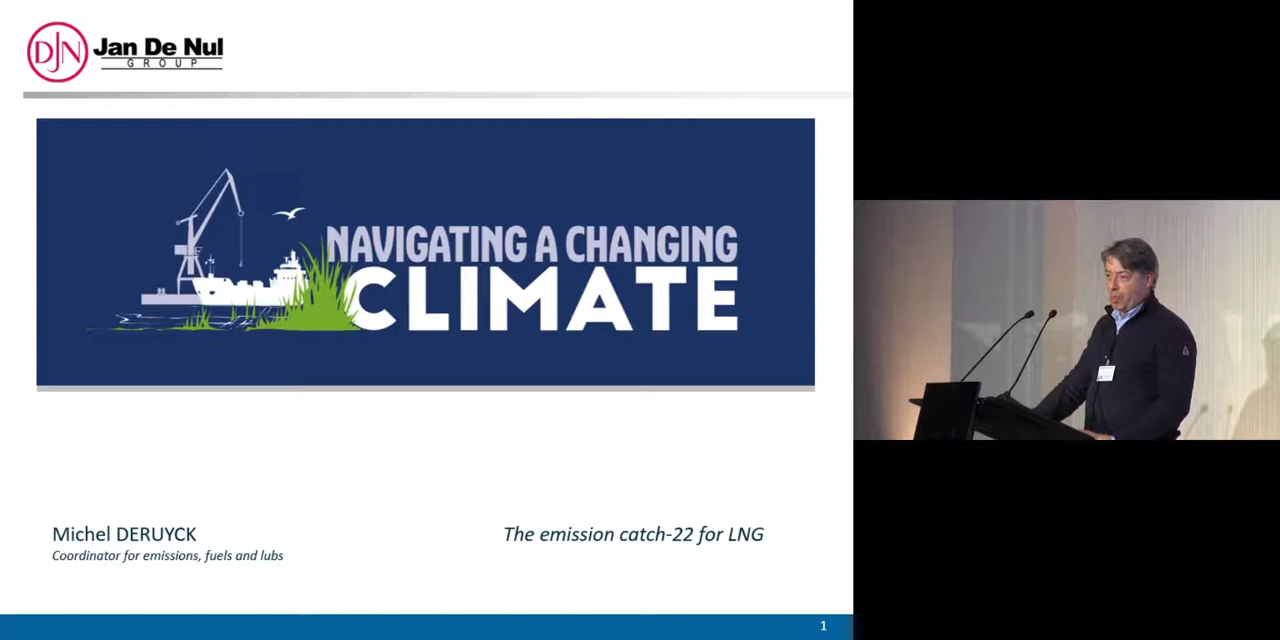 DJN
Jan De Nul
GROUP
NAVIGATING A CHANGING
CLIMATE
Michel DERUYCK
The emission catch-22 for LNG
Coordinator for emissions, fuels and lubs
1